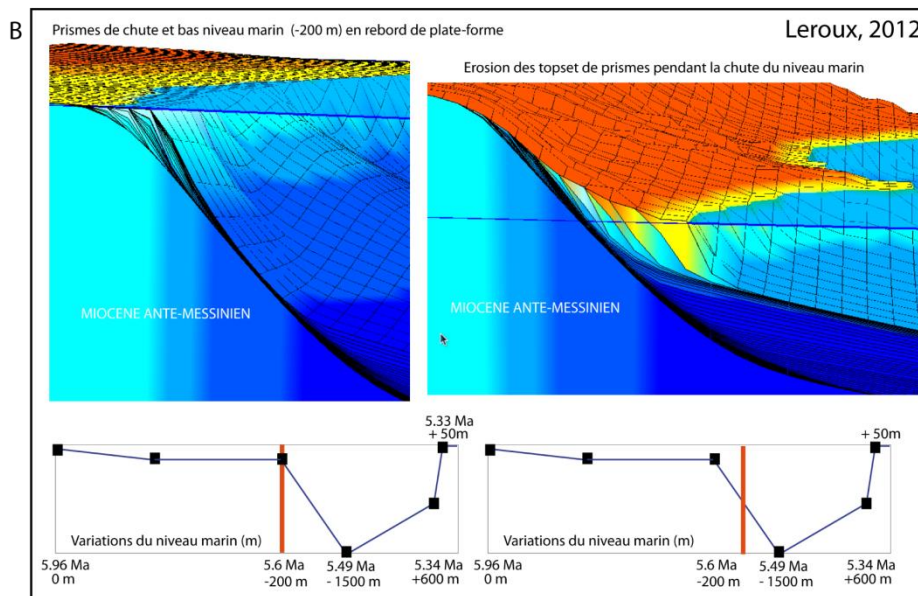 B
Prismes de chute et bas niveau marin (-200 m) en rebord de plate-forme
Leroux, 2012
Erosion des topset de prismes pendant la chute du niveau marin
MIOCENE ANTE-MESSINIEN
MIOCENE ANTE-MESSINIEN
5.33 Ma
+ 50m
Variations du niveau marin (m)
5.96 Ma
0 m
5.6 Ma
-200 m
5.49 Ma
- 1500 m
5.34 Ma
+600 m
+ 50m
Variations du niveau marin (m)
5.96 Ma
0 m
5.6 Ma
-200 m
5.49 Ma
- 1500 m
5.34 Ma
+600 m